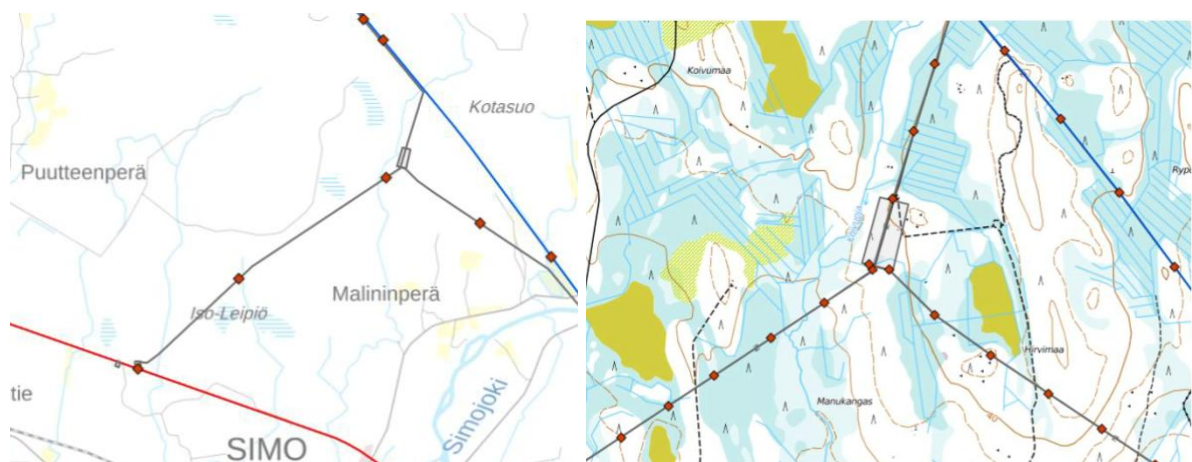 Kotasuo
Puutteenperä
Malininperä
Iso-Leipiö
tie
SIMO
Simojoki
Koivumaa
Hirvimaa
Manukangas